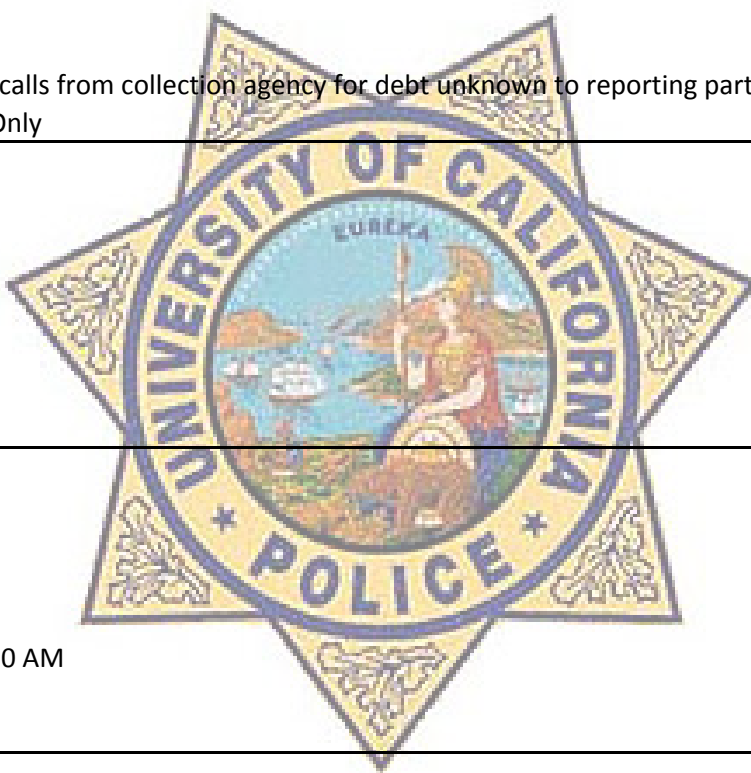 calls from collection agency for debt unknown to reporting part
Only
UNIVERSITY OF CALIFORNIA
EUREKA
POLICE
0 AM